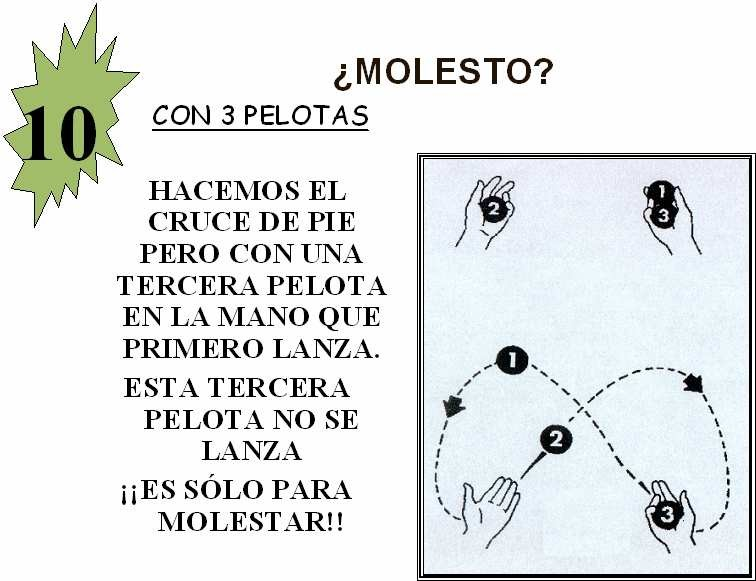 10
¿MOLESTO?
CON 3 PELOTAS
HACEMOS EL
CRUCE DE PIE
PERO CON UNA
TERCERA PELOTA
EN LA MANO QUE
PRIMERO LANZA.
ESTA TERCERA
PELOTA NO SE
LANZA
¡¡ES SÓLO PARA
MOLESTAR!!
2
1
3
1
2
3